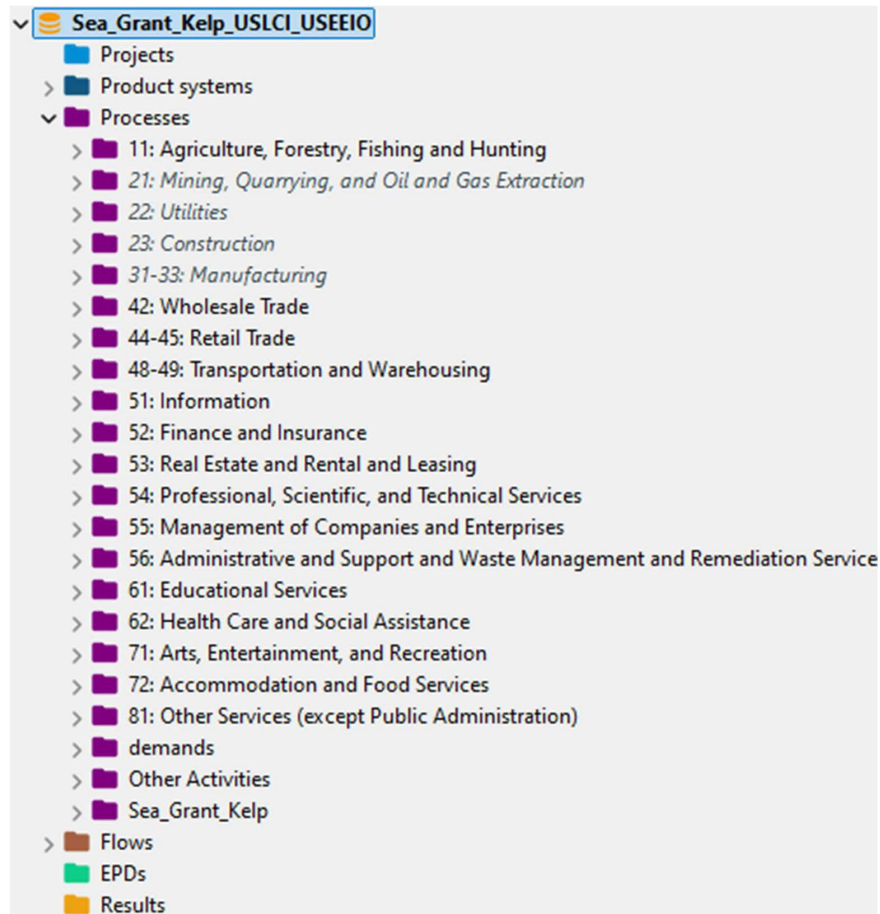 Sea_Grant_Kelp_USLCI_USEEIO
Projects
Product systems
Processes
11: Agriculture, Forestry, Fishing and Hunting
21: Mining, Quarrying, and Oil and Gas Extraction
22: Utilities
23: Construction
31-33: Manufacturing
42: Wholesale Trade
44-45: Retail Trade
48-49: Transportation and Warehousing
51: Information
52: Finance and Insurance
53: Real Estate and Rental and Leasing
54: Professional, Scientific, and Technical Services
55: Management of Companies and Enterprises
56: Administrative and Support and Waste Management and Remediation Service
61: Educational Services
62: Health Care and Social Assistance
71: Arts, Entertainment, and Recreation
72: Accommodation and Food Services
81: Other Services (except Public Administration)
demands
Other Activities
Sea_Grant_Kelp
Flows
EPDs
Results